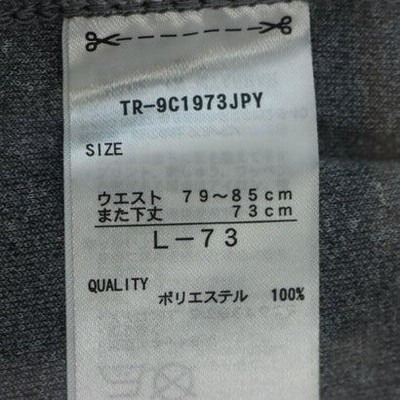 TR-9C1973JPY
SIZE
ウエスト 79～85cm
また下丈 73cm
L-73
QUALITY
ポリエステル 100%